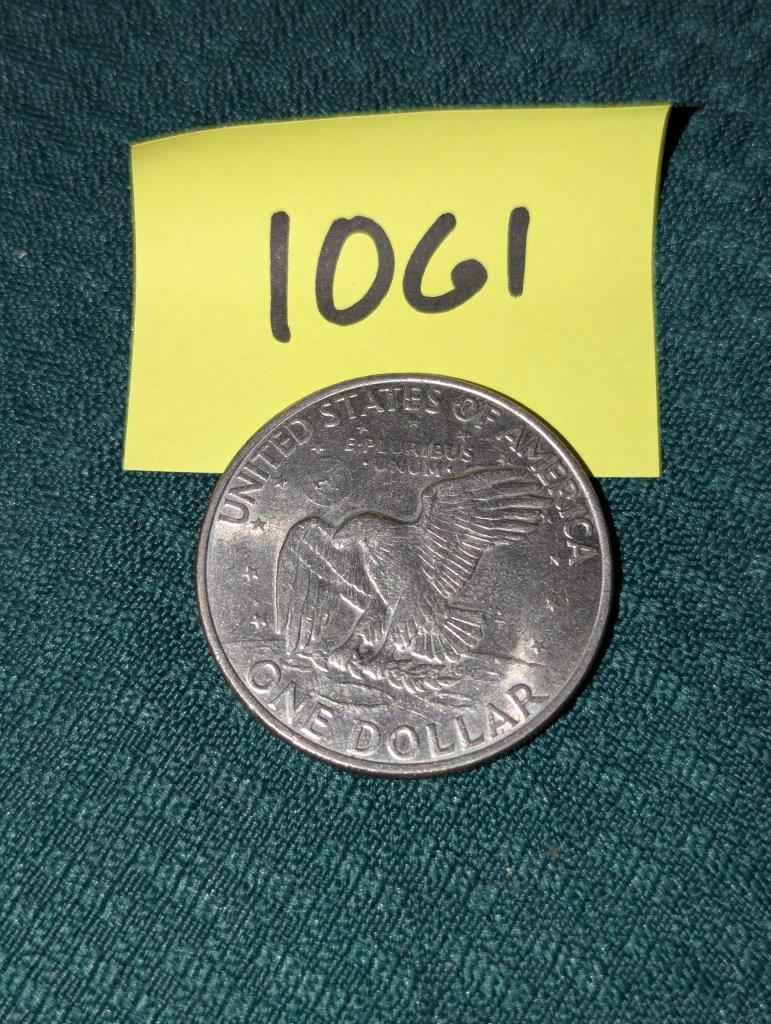 1061
UNITED STATES OF AMERICA
E·PLURIBUS
UNUM
ONE DOLLAR